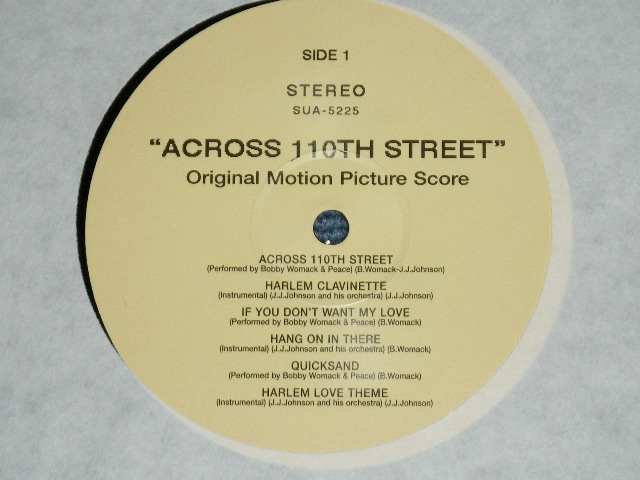 SIDE 1
STEREO
SUA-5225
“ACROSS 110TH STREET”
Original Motion Picture Score
ACROSS 110TH STREET
(Performed by Bobby Womack & Peace) (B.Womack-J.J.Johnson)
HARLEM CLAVINETTE
(Instrumental) (J.J.Johnson and his orchestra) (J.J.Johnson)
IF YOU DON'T WANT MY LOVE
(Performed by Bobby Womack & Peace) (B.Womack)
HANG ON IN THERE
(instrumental) (J.J.Johnson and his orchestra) (B.Womack)
QUICKSAND
(Performed by Bobby Womack & Peace) (B.Womack)
HARLEM LOVE THEME
(Instrumental) (J.J.Johnson and his orchestra) (J.J.Johnson)